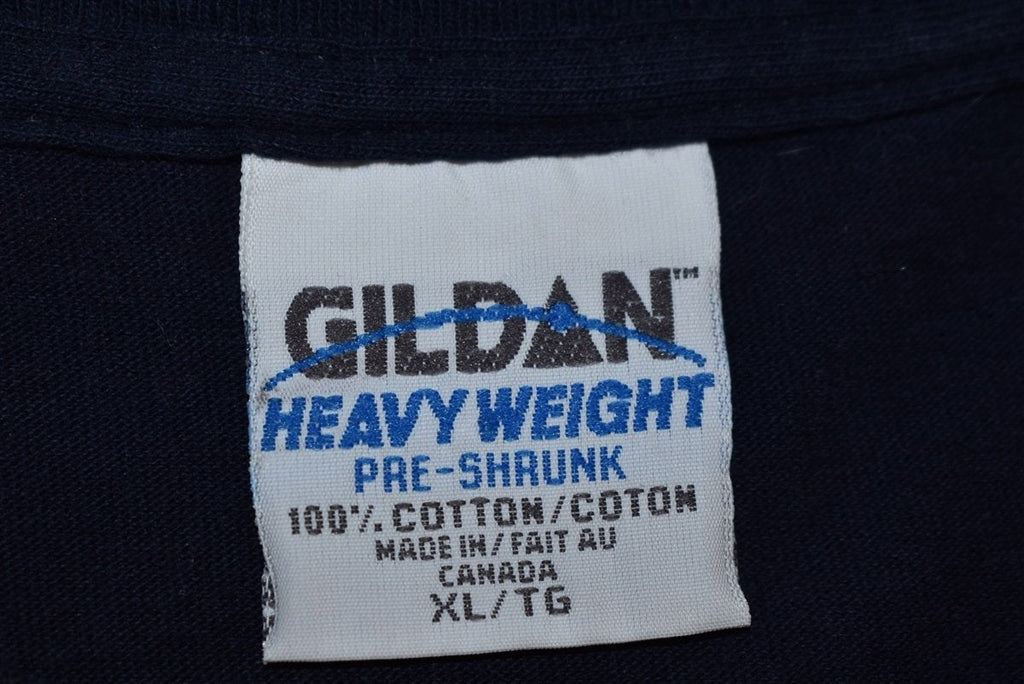 GILDAN™
HEAVY WEIGHT
PRE-SHRUNK
100% COTTON/COTON
MADE IN/FAIT AU
CANADA
XL/TG